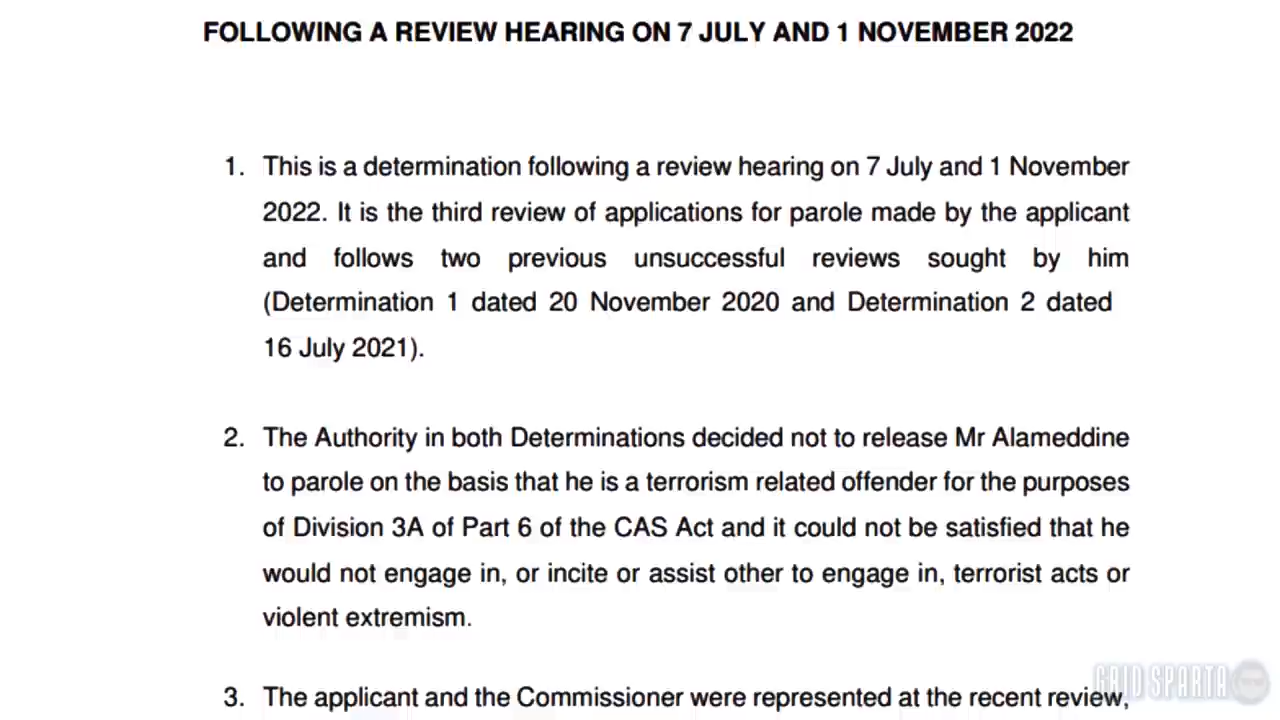 FOLLOWING A REVIEW HEARING ON 7 JULY AND 1 NOVEMBER 2022
1. This is a determination following a review hearing on 7 July and 1 November
2022. It is the third review of applications for parole made by the applicant
and follows two previous unsuccessful reviews sought by him
(Determination 1 dated 20 November 2020 and Determination 2 dated
16 July 2021).
2. The Authority in both Determinations decided not to release Mr Alameddine
to parole on the basis that he is a terrorism related offender for the purposes
of Division 3A of Part 6 of the CAS Act and it could not be satisfied that he
would not engage in, or incite or assist other to engage in, terrorist acts or
violent extremism.
3. The applicant and the Commissioner were represented at the recent review,
SPARTA